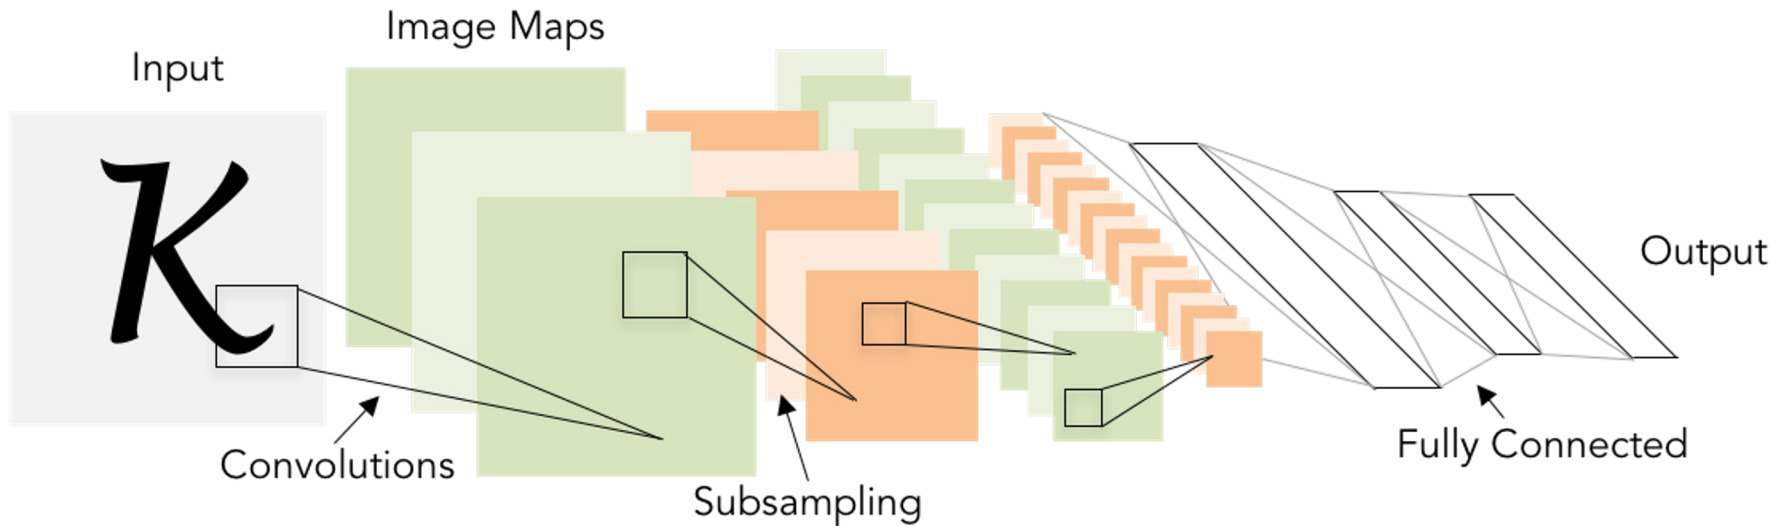 Image Maps
Input
K
Output
Convolutions
Subsampling
Fully Connected